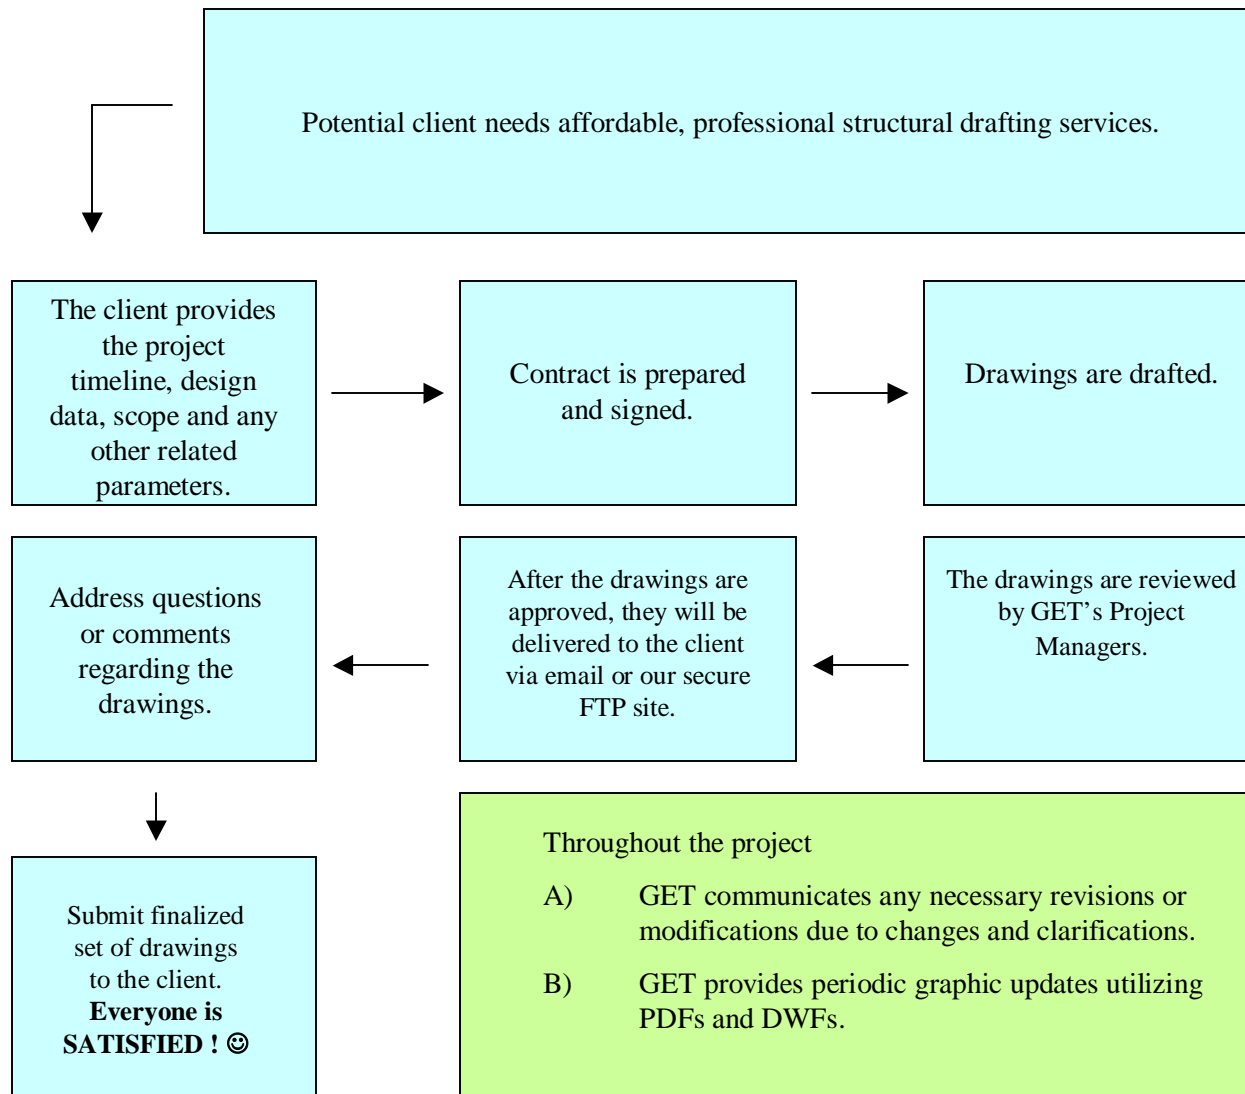 Potential client needs affordable, professional structural drafting services.
The client provides
the project
timeline, design
data, scope and any
other related
parameters.
Contract is prepared
and signed.
Drawings are drafted.
The drawings are reviewed
by GET’s Project
Managers.
After the drawings are
approved, they will be
delivered to the client
via email or our secure
FTP site.
Address questions
or comments
regarding the
drawings.
Submit finalized
set of drawings
to the client.
Everyone is
SATISFIED ! ☺
Throughout the project
A) GET communicates any necessary revisions or
modifications due to changes and clarifications.
B) GET provides periodic graphic updates utilizing
PDFs and DWFs.